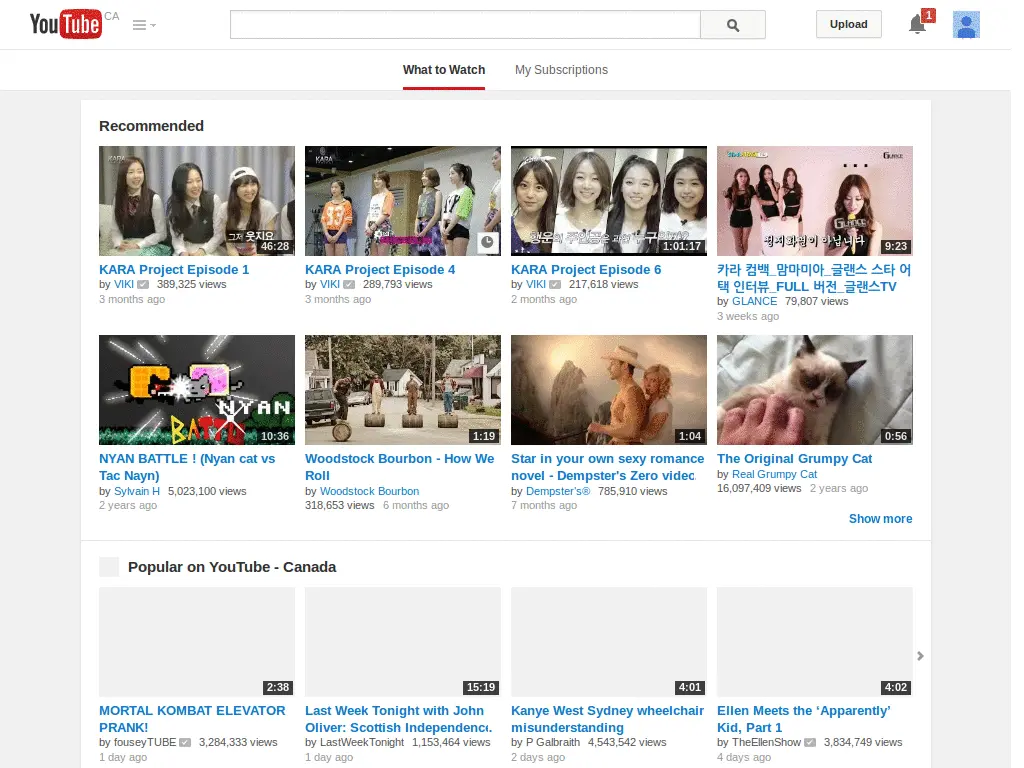 YouTube CA
Upload
1
What to Watch My Subscriptions
Recommended
KARA
그저 웃지요
46:28
KARA
1:01:17
GLANCE
GLANCE
9:23
KARA Project Episode 1
by VIKI 389,325 views
3 months ago
KARA Project Episode 4
by VIKI 289,793 views
3 months ago
KARA Project Episode 6
by VIKI 217,618 views
2 months ago
카라 컴백_맘마미아_글랜스 스타 어
택 인터뷰_FULL 버전_글랜스TV
by GLANCE 79,807 views
3 weeks ago
NYAN
BATTLE
10:36
1:19
1:04
0:56
NYAN BATTLE ! (Nyan cat vs
Tac Nayn)
by Sylvain H 5,023,100 views
2 years ago
Woodstock Bourbon - How We
Roll
by Woodstock Bourbon
318,653 views 6 months ago
Star in your own sexy romance
novel - Dempster's Zero video
by Dempster's® 785,910 views
7 months ago
The Original Grumpy Cat
by Real Grumpy Cat
16,097,409 views 2 years ago
Show more
Popular on YouTube - Canada
2:38
15:19
4:01
4:02
MORTAL KOMBAT ELEVATOR
PRANK!
by fouseyTUBE 3,284,333 views
1 day ago
Last Week Tonight with John
Oliver: Scottish Independenc
by LastWeekTonight 1,153,464 views
1 day ago
Kanye West Sydney wheelchair
misunderstanding
by P Galbraith 4,543,542 views
2 days ago
Ellen Meets the ‘Apparently’
Kid, Part 1
by TheEllenShow 3,834,749 views
4 days ago